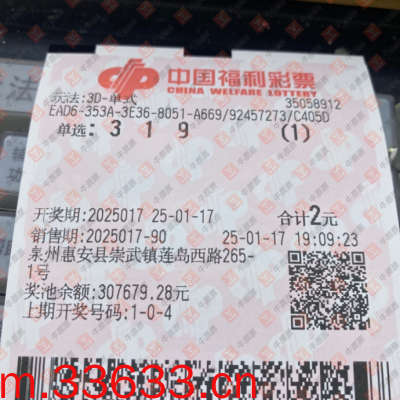 中国福利彩票
CHINA WELFARE LOTTERY
玩法:3D-单式 35058912
EAD6-353A-3E36-8051-A669/92457273/C405D
单选: 3 1 9 (1)
开奖期:2025017 25-01-17 合计2元
销售期:2025017-90 25-01-17 19:09:23
泉州惠安县崇武镇莲岛西路265-
1号
奖池余额:307679.28元
上期开奖号码:1-0-4
m.33633.cn